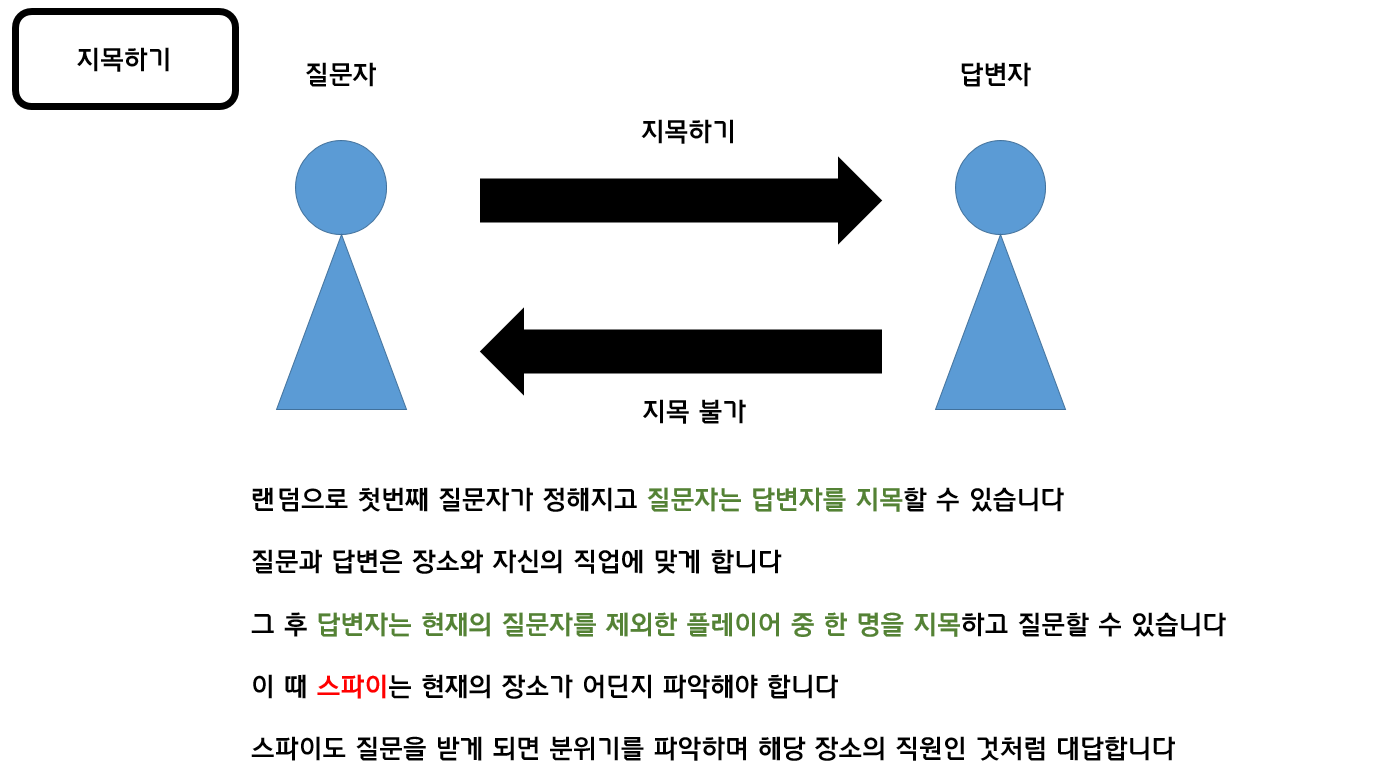 지목하기
질문자
답변자
지목하기
지목 불가
랜덤으로 첫번째 질문자가 정해지고 질문자는 답변자를 지목할 수 있습니다
질문과 답변은 장소와 자신의 직업에 맞게 합니다
그 후 답변자는 현재의 질문자를 제외한 플레이어 중 한 명을 지목하고 질문할 수 있습니다
이 때 스파이는 현재의 장소가 어딘지 파악해야 합니다
스파이도 질문을 받게 되면 분위기를 파악하며 해당 장소의 직원인 것처럼 대답합니다